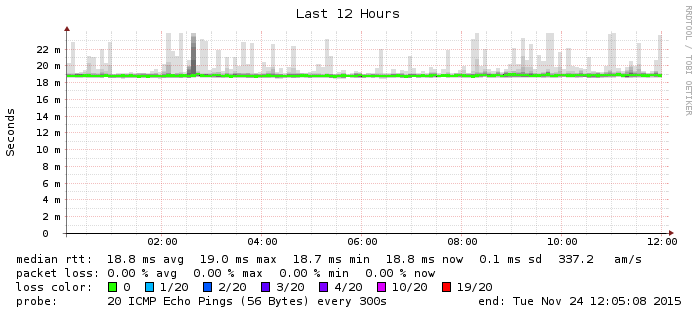 Last 12 Hours
RRDTOOL / TOBI OETIKER
Seconds
22 m
20 m
18 m
16 m
14 m
12 m
10 m
8 m
6 m
4 m
2 m
0
02:00 04:00 06:00 08:00 10:00 12:00
median rtt: 18.8 ms avg 19.0 ms max 18.7 ms min 18.8 ms now 0.1 ms sd 337.2 am/s
packet loss: 0.00 % avg 0.00 % max 0.00 % min 0.00 % now
loss color: 0 1/20 2/20 3/20 4/20 10/20 19/20
probe: 20 ICMP Echo Pings (56 Bytes) every 300s end: Tue Nov 24 12:05:08 2015